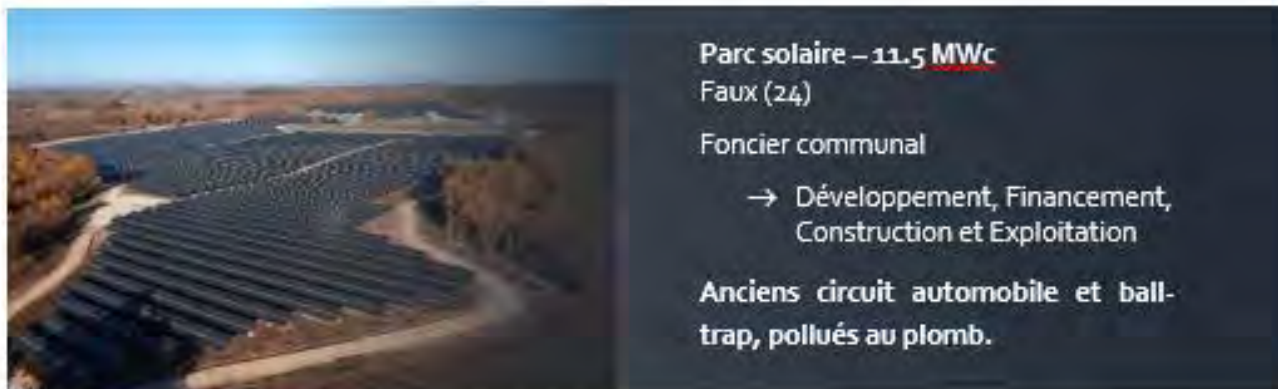 Parc solaire – 11.5 MWc
Faux (24)
Foncier communal
→ Développement, Financement,
Construction et Exploitation
Anciens circuit automobile et ball-
trap, pollués au plomb.